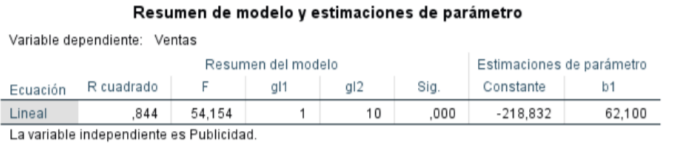 Resumen de modelo y estimaciones de parámetro
Variable dependiente: Ventas
Resumen del modelo Estimaciones de parámetro
Ecuación R cuadrado F gl1 gl2 Sig. Constante b1
Lineal ,844 54,154 1 10 ,000 -218,832 62,100
La variable independiente es Publicidad.